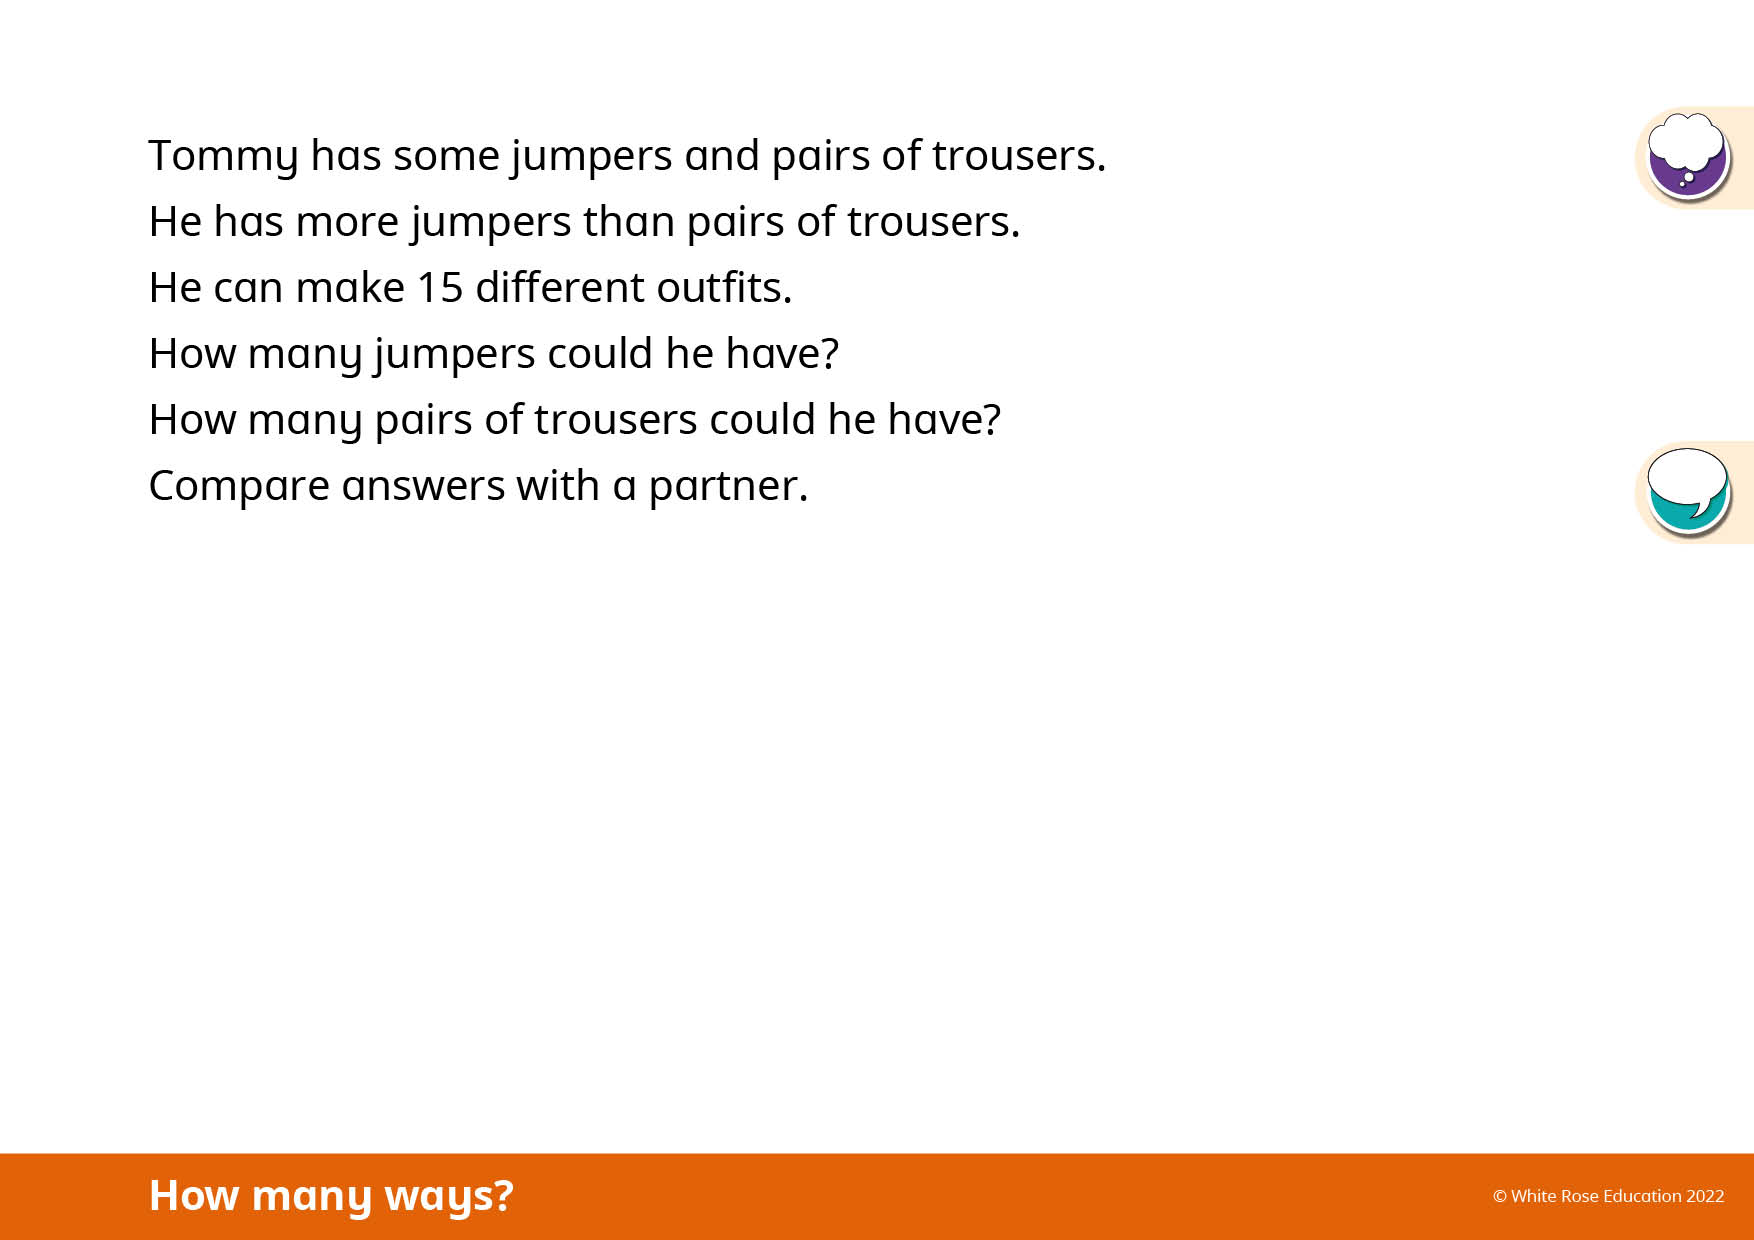 Tommy has some jumpers and pairs of trousers.
He has more jumpers than pairs of trousers.
He can make 15 different outfits.
How many jumpers could he have?
How many pairs of trousers could he have?
Compare answers with a partner.
How many ways?
© White Rose Education 2022